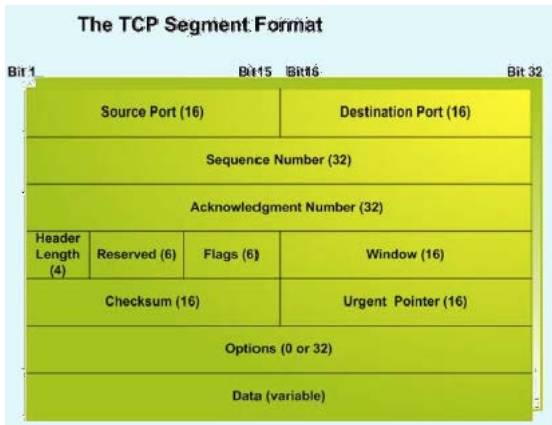 The TCP Segment Format
Bit 1 Bit15 Bit16 Bit 32
Source Port (16) Destination Port (16)
Sequence Number (32)
Acknowledgment Number (32)
Header
Length
(4)
Reserved (6) Flags (6) Window (16)
Checksum (16) Urgent Pointer (16)
Options (0 or 32)
Data (variable)